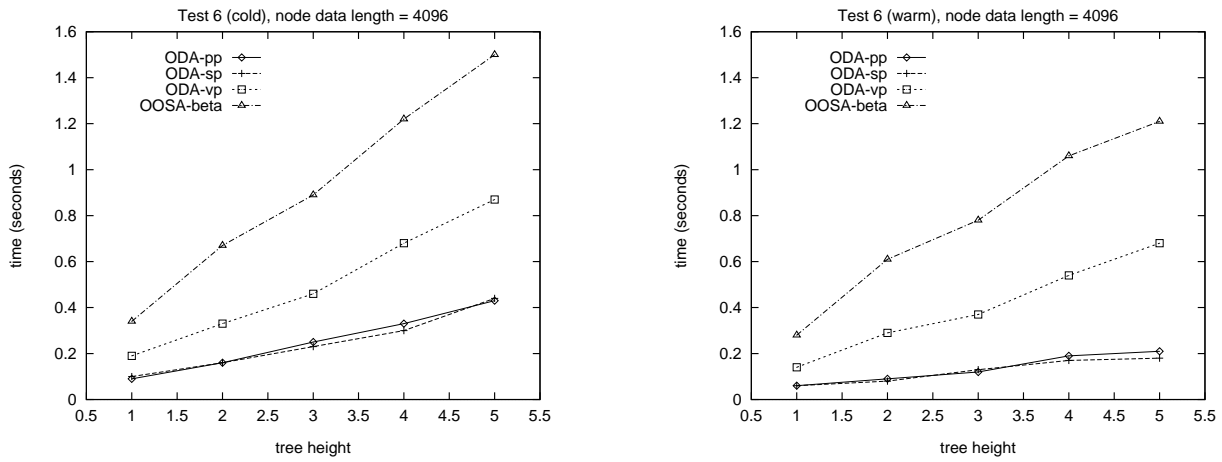 Test 6 (cold), node data length = 4096
1.6
1.4
1.2
1
0.8
0.6
0.4
0.2
0
time (seconds)
ODA-pp
ODA-sp
ODA-vp
OOSA-beta
0.5 1 1.5 2 2.5 3 3.5 4 4.5 5 5.5
tree height
Test 6 (warm), node data length = 4096
1.6
1.4
1.2
1
0.8
0.6
0.4
0.2
0
time (seconds)
ODA-pp
ODA-sp
ODA-vp
OOSA-beta
0.5 1 1.5 2 2.5 3 3.5 4 4.5 5 5.5
tree height